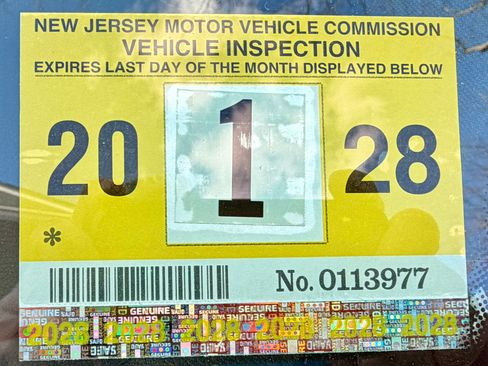 NEW JERSEY MOTOR VEHICLE COMMISSION
VEHICLE INSPECTION
EXPIRES LAST DAY OF THE MONTH DISPLAYED BELOW
20 1 28
*
No. 0113977
2028 2028 2028 2028 2028 2028